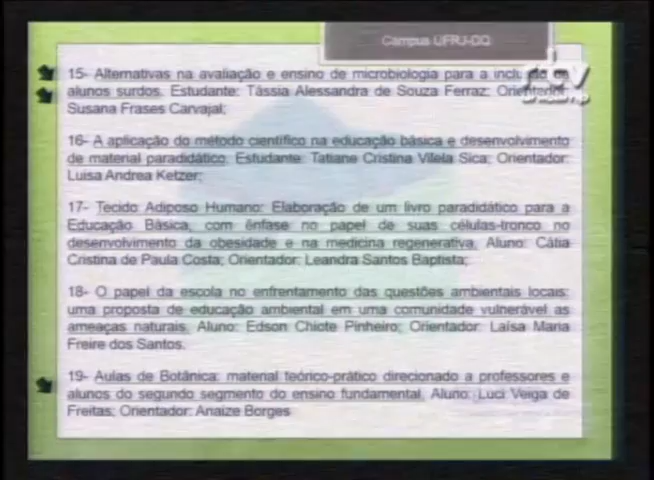 Campus UFRJ-DQ
15- Alternativas na avaliação e ensino de microbiologia para a
alunos surdos. Estudante: Tássia Alessandra de Souza Ferraz; Orientador:
Susana Frases Carvajal;
16- A aplicação do método científico na educação básica e desenvolvimento
de material paradidático. Estudante: Tatiane Cristina Vilela Sica; Orientador:
Luisa Andrea Ketzer;
17- Tecido Adiposo Humano: Elaboração de um livro paradidático para a
Educação Básica, com ênfase no papel de suas células-tronco no
desenvolvimento da obesidade e na medicina regenerativa. Aluno: Cátia
Cristina de Paula Costa; Orientador: Leandra Santos Baptista;
18- O papel da escola no enfrentamento das questões ambientais locais:
uma proposta de educação ambiental em uma comunidade vulnerável as
ameaças naturais. Aluno: Edson Chiote Pinheiro; Orientador: Laísa Maria
Freire dos Santos.
19- Aulas de Botânica: material teórico-prático direcionado a professores e
alunos do segundo segmento do ensino fundamental. Aluno: Luci Veiga de
Freitas; Orientador: Anaize Borges